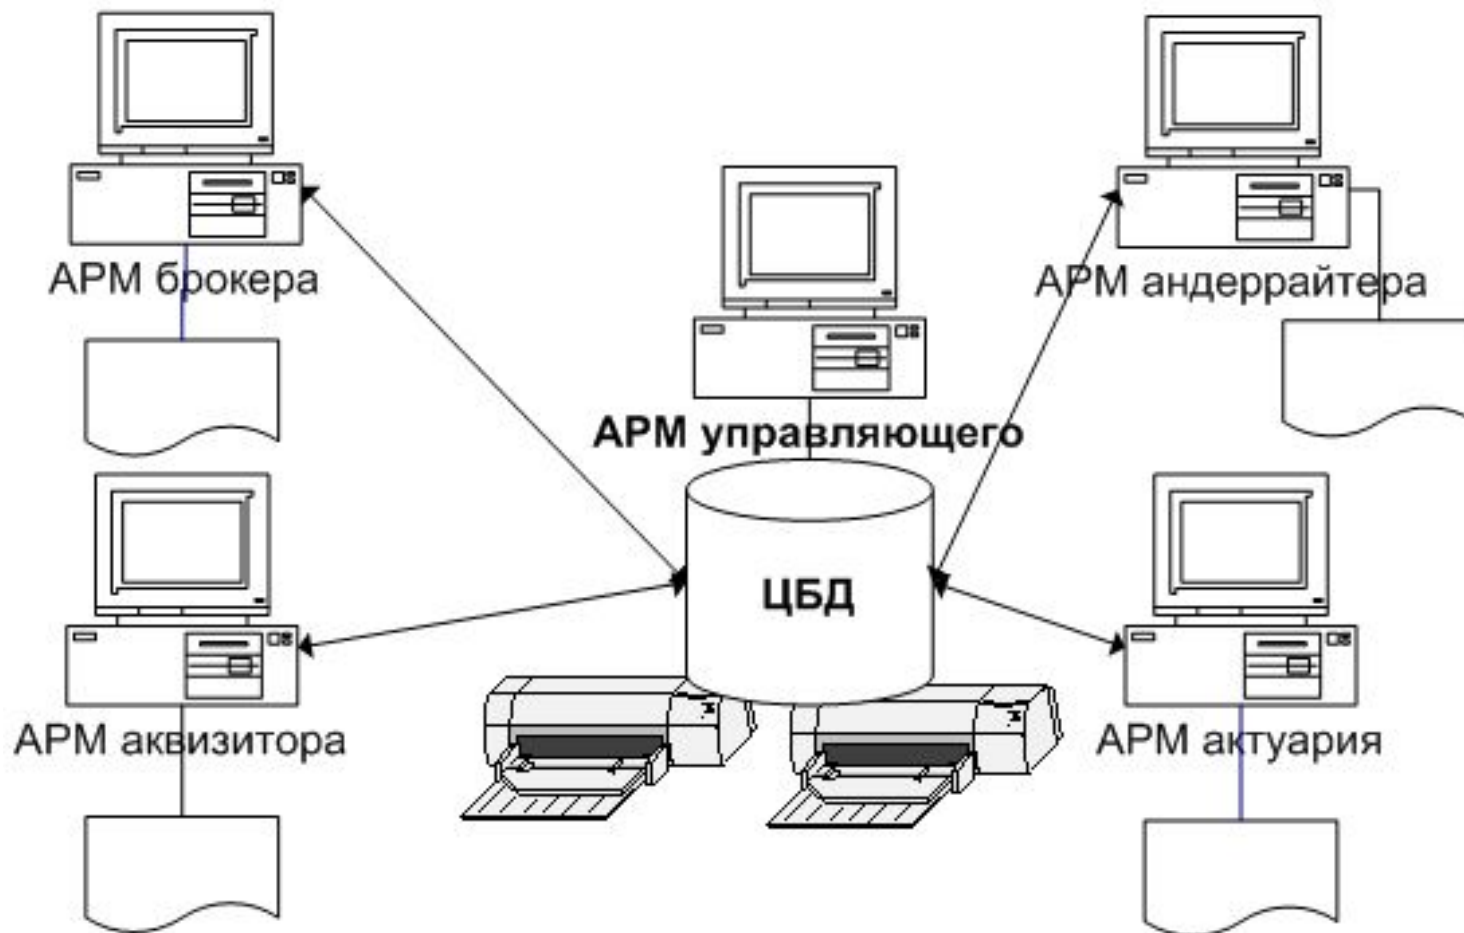 АРМ брокера
АРМ андеррайтера
АРМ управляющего
ЦБД
АРМ аквизитора
АРМ актуария